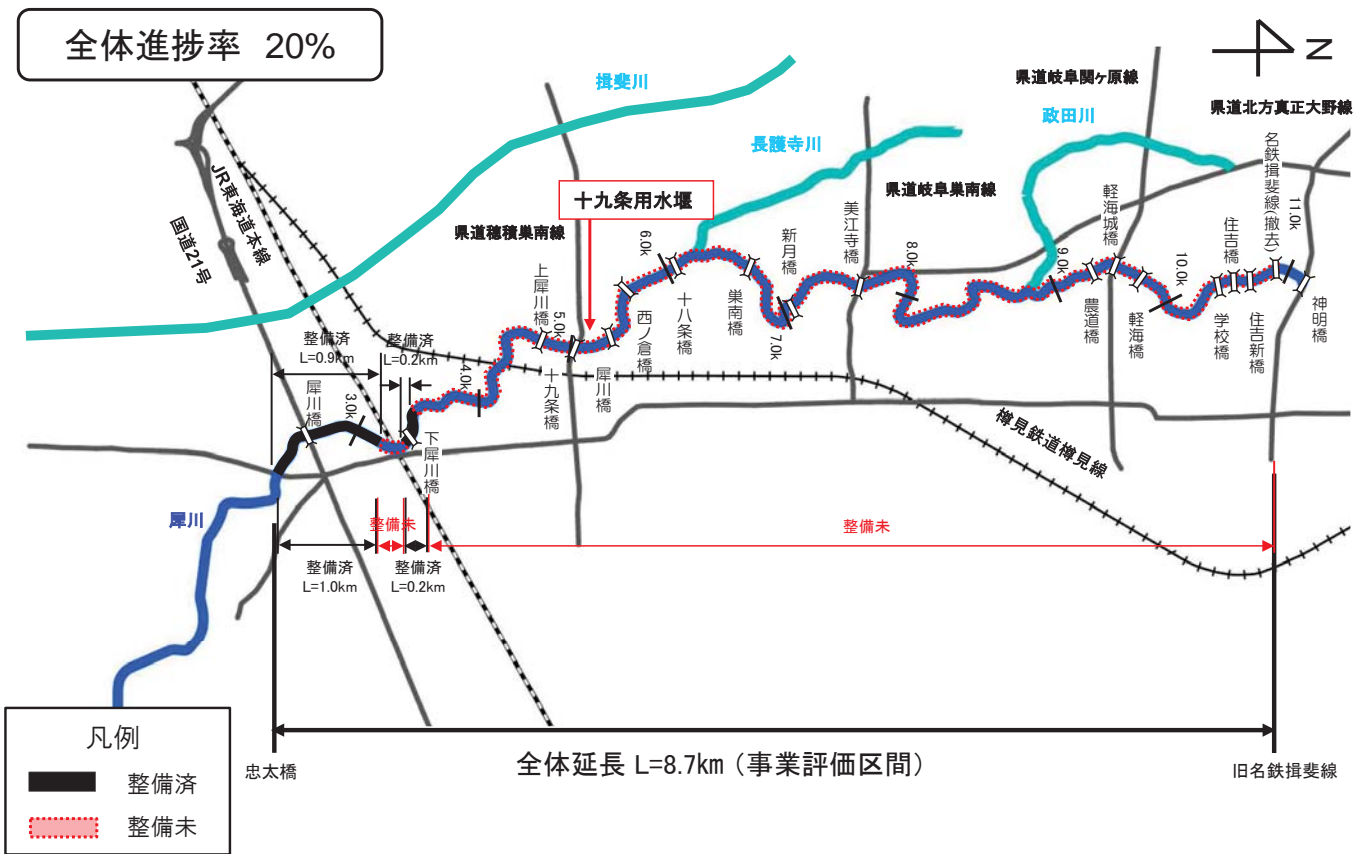 全体進捗率 20%
N
県道岐阜関ヶ原線
県道北方真正大野線
揖斐川
政田川
長護寺川
名鉄揖斐線(撤去)
JR東海道本線
国道21号
十九条用水堰
県道岐阜巣南線
県道穂積巣南線
美江寺橋
軽海城橋
住吉橋
11.0k
6.0k
新月橋
8.0k
9.0k
10.0k
上犀川橋
5.0k
西ノ倉橋
十八条橋
巣南橋
7.0k
農道橋
軽海橋
学校橋
住吉新橋
神明橋
整備済
L=0.9km
整備済
L=0.2km
犀川橋
3.0k
4.0k
十九条橋
犀川橋
下犀川橋
樽見鉄道樽見線
犀川
整備未
整備未
整備済
L=1.0km
整備済
L=0.2km
凡例
整備済
整備未
忠太橋
全体延長 L=8.7km（事業評価区間）
旧名鉄揖斐線